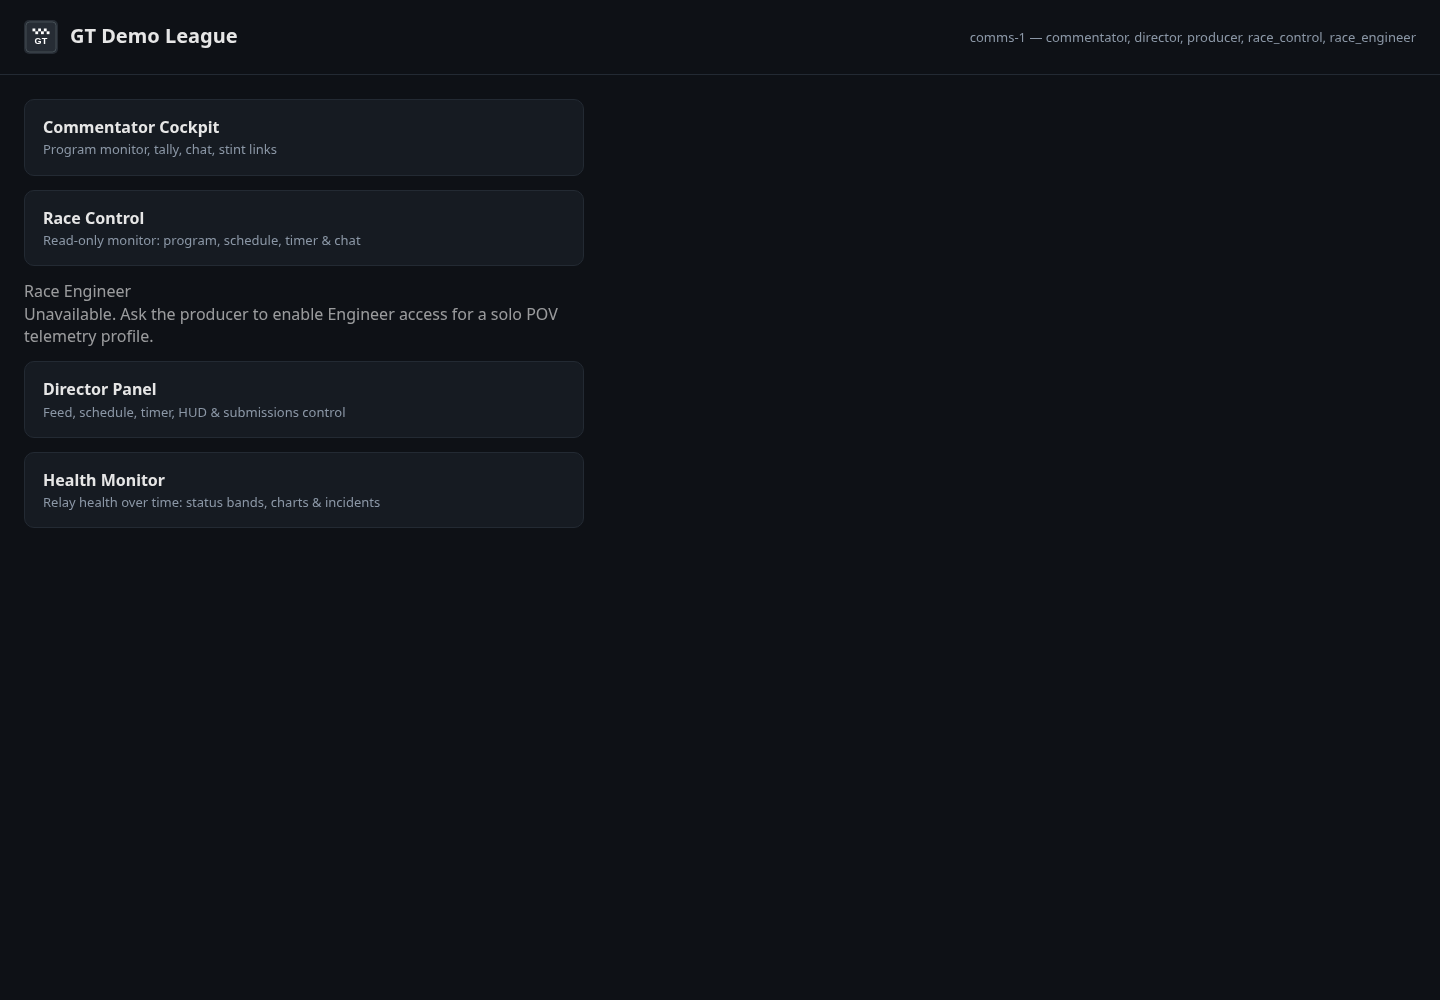 GT
GT Demo League
comms-1 — commentator, director, producer, race_control, race_engineer
Commentator Cockpit
Program monitor, tally, chat, stint links
Race Control
Read-only monitor: program, schedule, timer & chat
Race Engineer
Unavailable. Ask the producer to enable Engineer access for a solo POV
telemetry profile.
Director Panel
Feed, schedule, timer, HUD & submissions control
Health Monitor
Relay health over time: status bands, charts & incidents